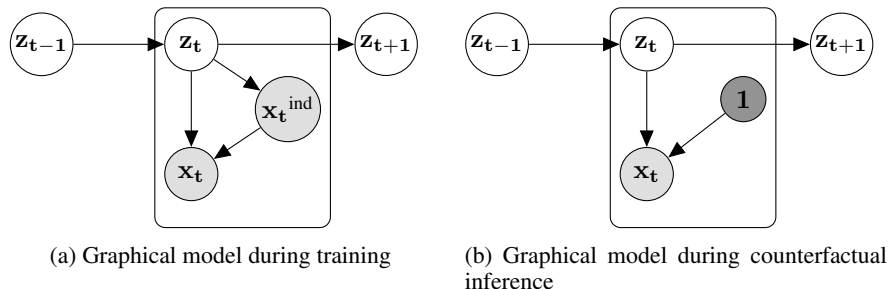 z_{t−1} z_t z_{t+1} z_{t−1} z_t z_{t+1}
x_t^{ind} 1
x_t x_t
(a) Graphical model during training
(b) Graphical model during counterfactual
inference